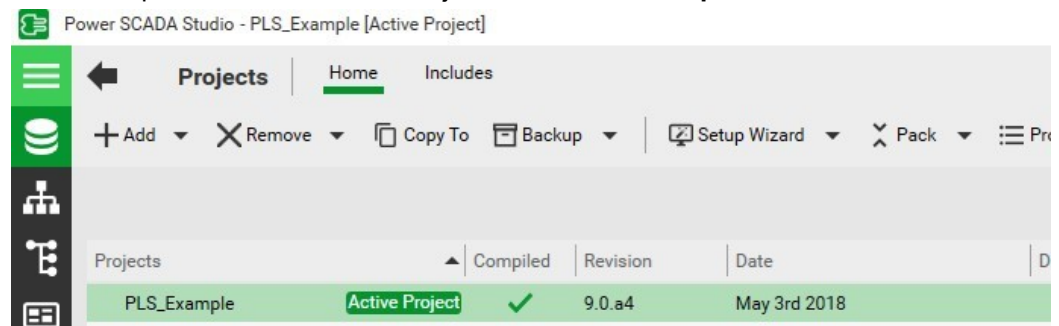 Power SCADA Studio - PLS_Example [Active Project]
Projects Home Includes
Add Remove Copy To Backup Setup Wizard Pack
Projects Compiled Revision Date
PLS_Example Active Project 9.0.a4 May 3rd 2018